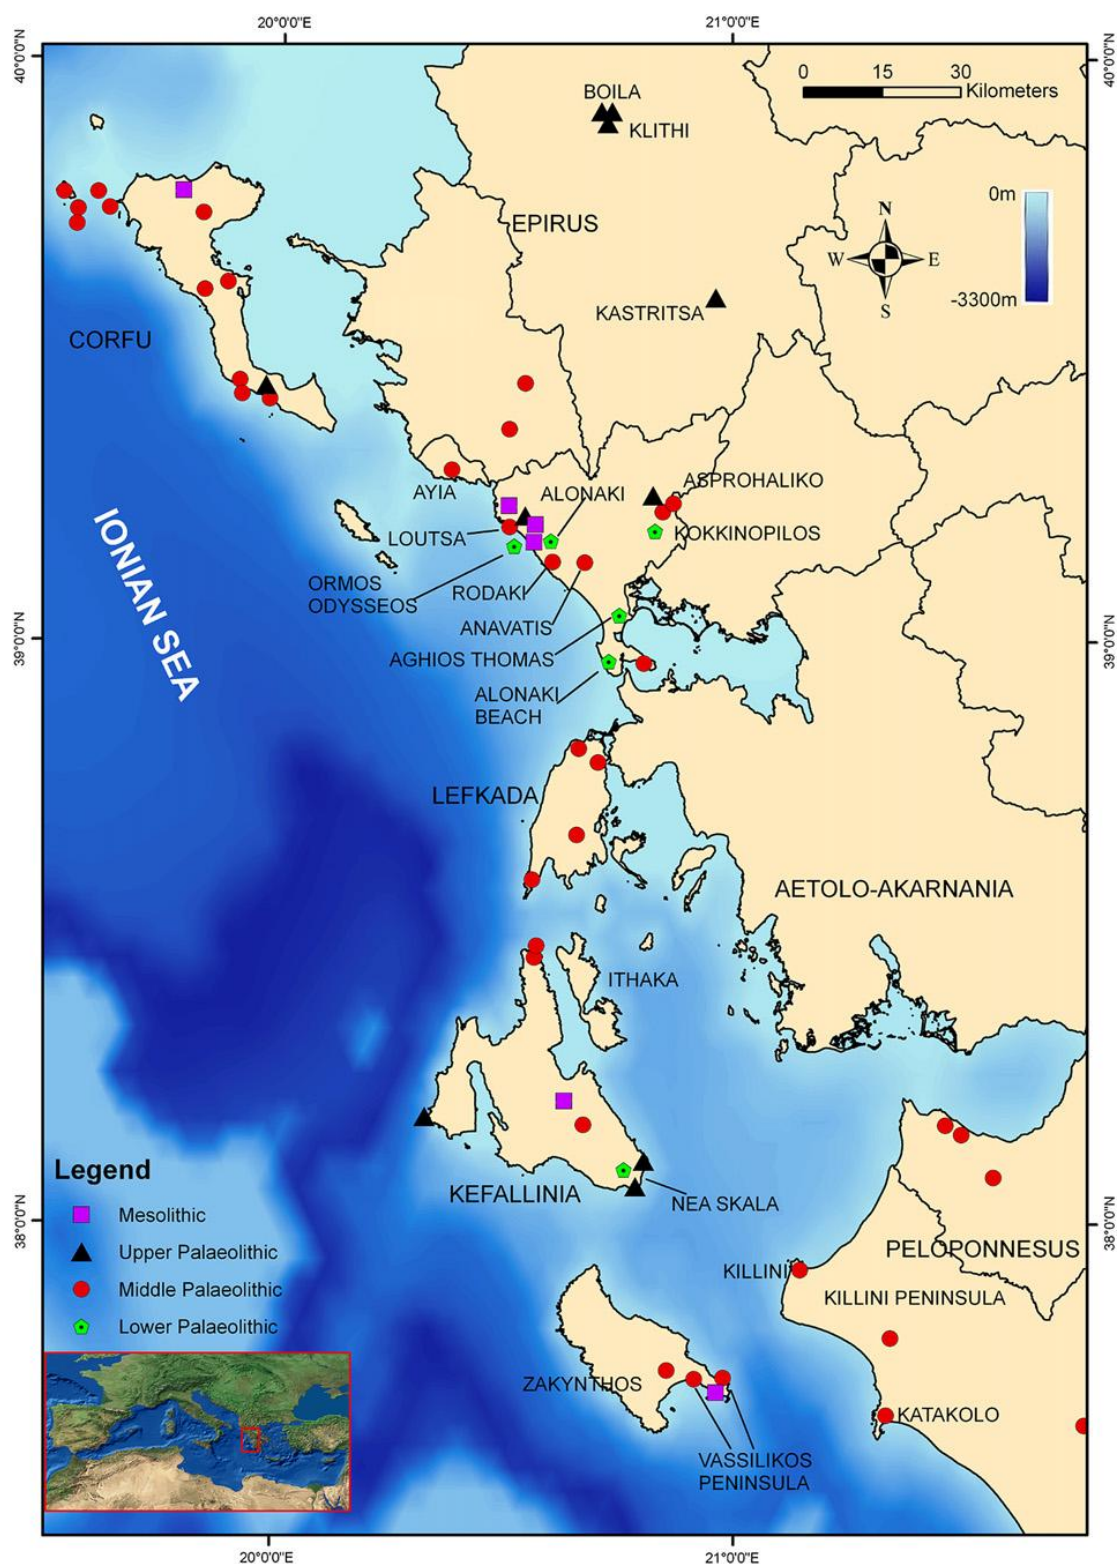 20°0'0"E
21°0'0"E
40°0'0"N
40°0'0"N
0 15 30
Kilometers
BOILA
KLITHI
0m
-3300m
N
W E
S
EPIRUS
KASTRITSA
CORFU
AYIA
ALONAKI
ASPROHALIKO
LOUTSA
KOKKINOPILOS
ORMOS
ODYSSEOS
RODAKI
ANAVATIS
IONIAN SEA
39°0'0"N
39°0'0"N
AGHIOS THOMAS
ALONAKI
BEACH
LEFKADA
AETOLO-AKARNANIA
ITHAKA
Legend
Mesolithic
Upper Palaeolithic
Middle Palaeolithic
Lower Palaeolithic
KEFALLINIA
NEA SKALA
38°0'0"N
38°0'0"N
PELOPONNESUS
KILLINI
KILLINI PENINSULA
ZAKYNTHOS
KATAKOLO
VASSILIKOS
PENINSULA
20°0'0"E
21°0'0"E